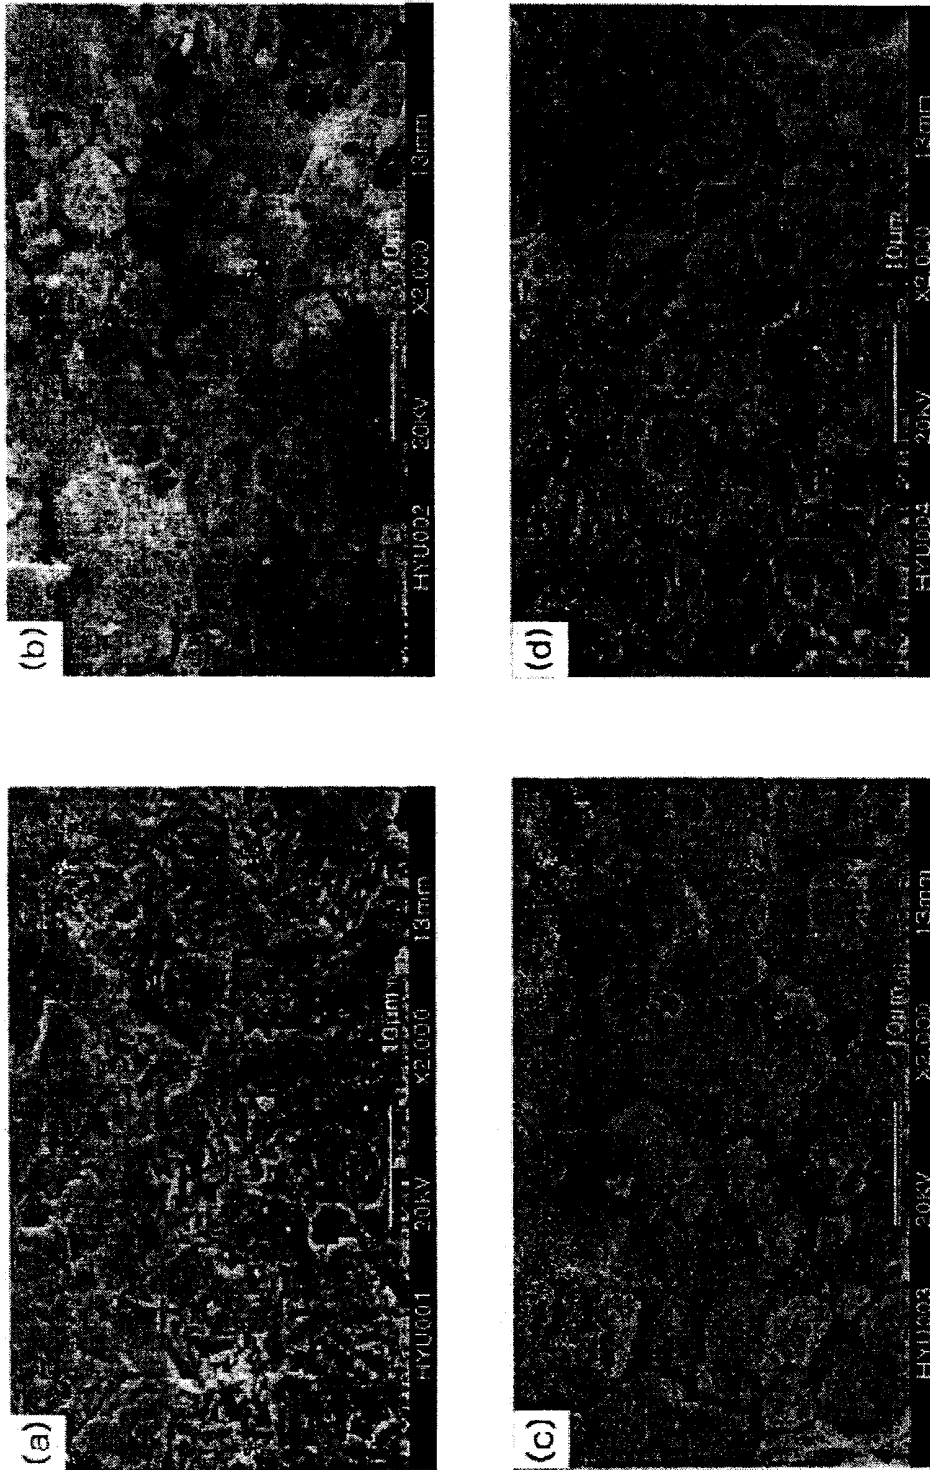 (a)
10μm
HYU001 20kV X2.000 13mm
(b)
10μm
HYU002 20kV X2.000 13mm
(c)
10μm
HYU003 20kV X2.000 13mm
(d)
10μm
HYU004 20kV X2.000 13mm